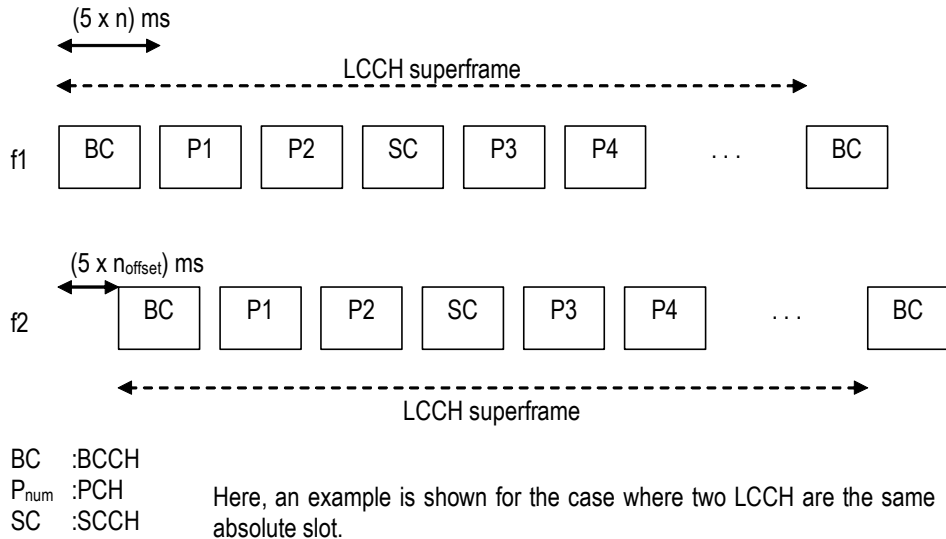 (5 x n) ms
LCCH superframe
f1 BC P1 P2 SC P3 P4 . . . BC
(5 x noffset) ms
f2 BC P1 P2 SC P3 P4 . . . BC
LCCH superframe
BC :BCCH
Pnum :PCH
SC :SCCH
Here, an example is shown for the case where two LCCH are the same
absolute slot.